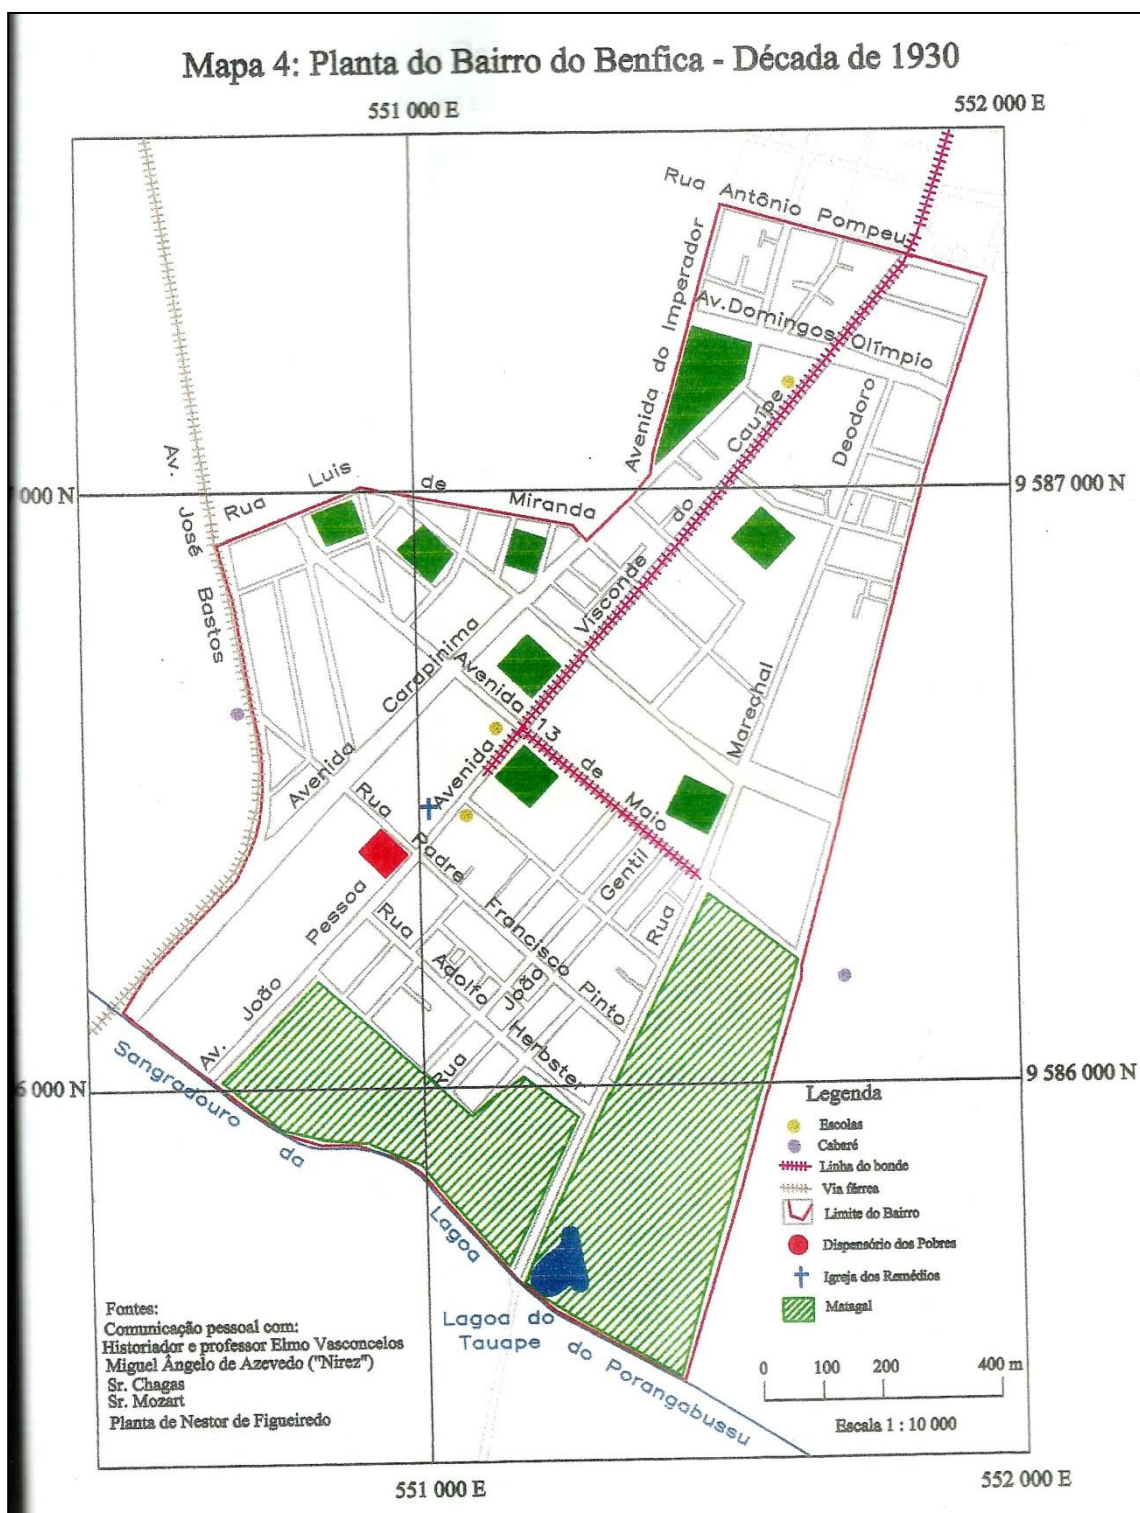 Mapa 4: Planta do Bairro do Benfica - Década de 1930
551 000 E
552 000 E
Rua Antônio Pompeu
Avenida do Imperador
Av. Domingos Olímpio
Av. José Bastos
Rua Luis de Miranda
000 N
9 587 000 N
Deodoro
Marechal
Rua
Avenida
Visconde do Cauípe
Avenida Carapinima
Avenida 13 de Maio
Rua Padre Francisco Pinto
Gentil
Av. João Pessoa
Rua Adolfo Herbster
Rua João
6 000 N
9 586 000 N
Sangradouro da Lagoa do Porangabussu
Lagoa do
Tauape
Legenda
Escolas
Cabaré
Linha do bonde
Via férrea
Limite do Bairro
Dispensório dos Pobres
Igreja dos Remédios
Matagal
0 100 200 400 m
Escala 1 : 10 000
Fontes:
Comunicação pessoal com:
Historiador e professor Elmo Vasconcelos
Miguel Ângelo de Azevedo ("Nirez")
Sr. Chagas
Sr. Mozart
Planta de Nestor de Figueiredo
551 000 E
552 000 E